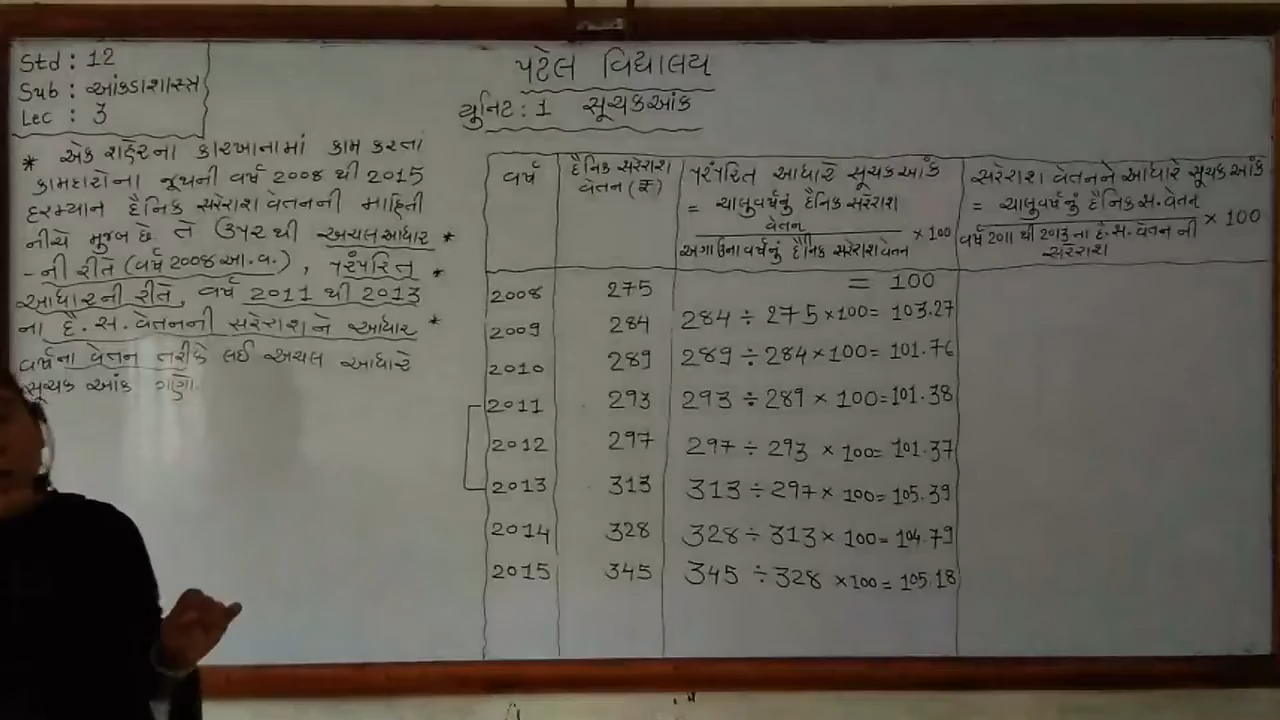 Std : 12
Sub : આંકડાશાસ્ત્ર
Lec : 3
પટેલ વિદ્યાલય
યુનિટ : 1 સૂચકઆંક
* એક શહેરના કારખાનામાં કામ કરતાં
કામદારોના જૂથની વર્ષ 2008 થી 2015
દરમ્યાન દૈનિક સરેરાશ વેતનની માહિતી
નીચે મુજબ છે. તે ઉપરથી અચલ આધાર *
-ની રીતે (વર્ષ 2008 આ.વ.), પરંપરિત *
આધારની રીતે, વર્ષ 2011 થી 2013
ના દૈ. સ. વેતનની સરેરાશને આધાર *
વર્ષના વેતન તરીકે લઈ અચલ આધારે
સૂચક આંક ગણો.
વર્ષ
દૈનિક સરેરાશ
વેતન (₹)
પરંપરિત આધારે સૂચકઆંક
= ચાલુવર્ષનું દૈનિક સરેરાશ
વેતન
અગાઉના વર્ષનું દૈનિક સરેરાશ વેતન × 100
સરેરાશ વેતનને આધારે સૂચક આંક
= ચાલુવર્ષ નું દૈનિક સ. વેતન
વર્ષ 2011 થી 2013 ના દૈ. સ. વેતન ની × 100
સરેરાશ
2008 275 = 100
2009 284 284 ÷ 275 × 100 = 103.27
2010 289 289 ÷ 284 × 100 = 101.76
2011 293 293 ÷ 289 × 100 = 101.38
2012 297 297 ÷ 293 × 100 = 101.37
2013 313 313 ÷ 297 × 100 = 105.39
2014 328 328 ÷ 313 × 100 = 104.79
2015 345 345 ÷ 328 × 100 = 105.18